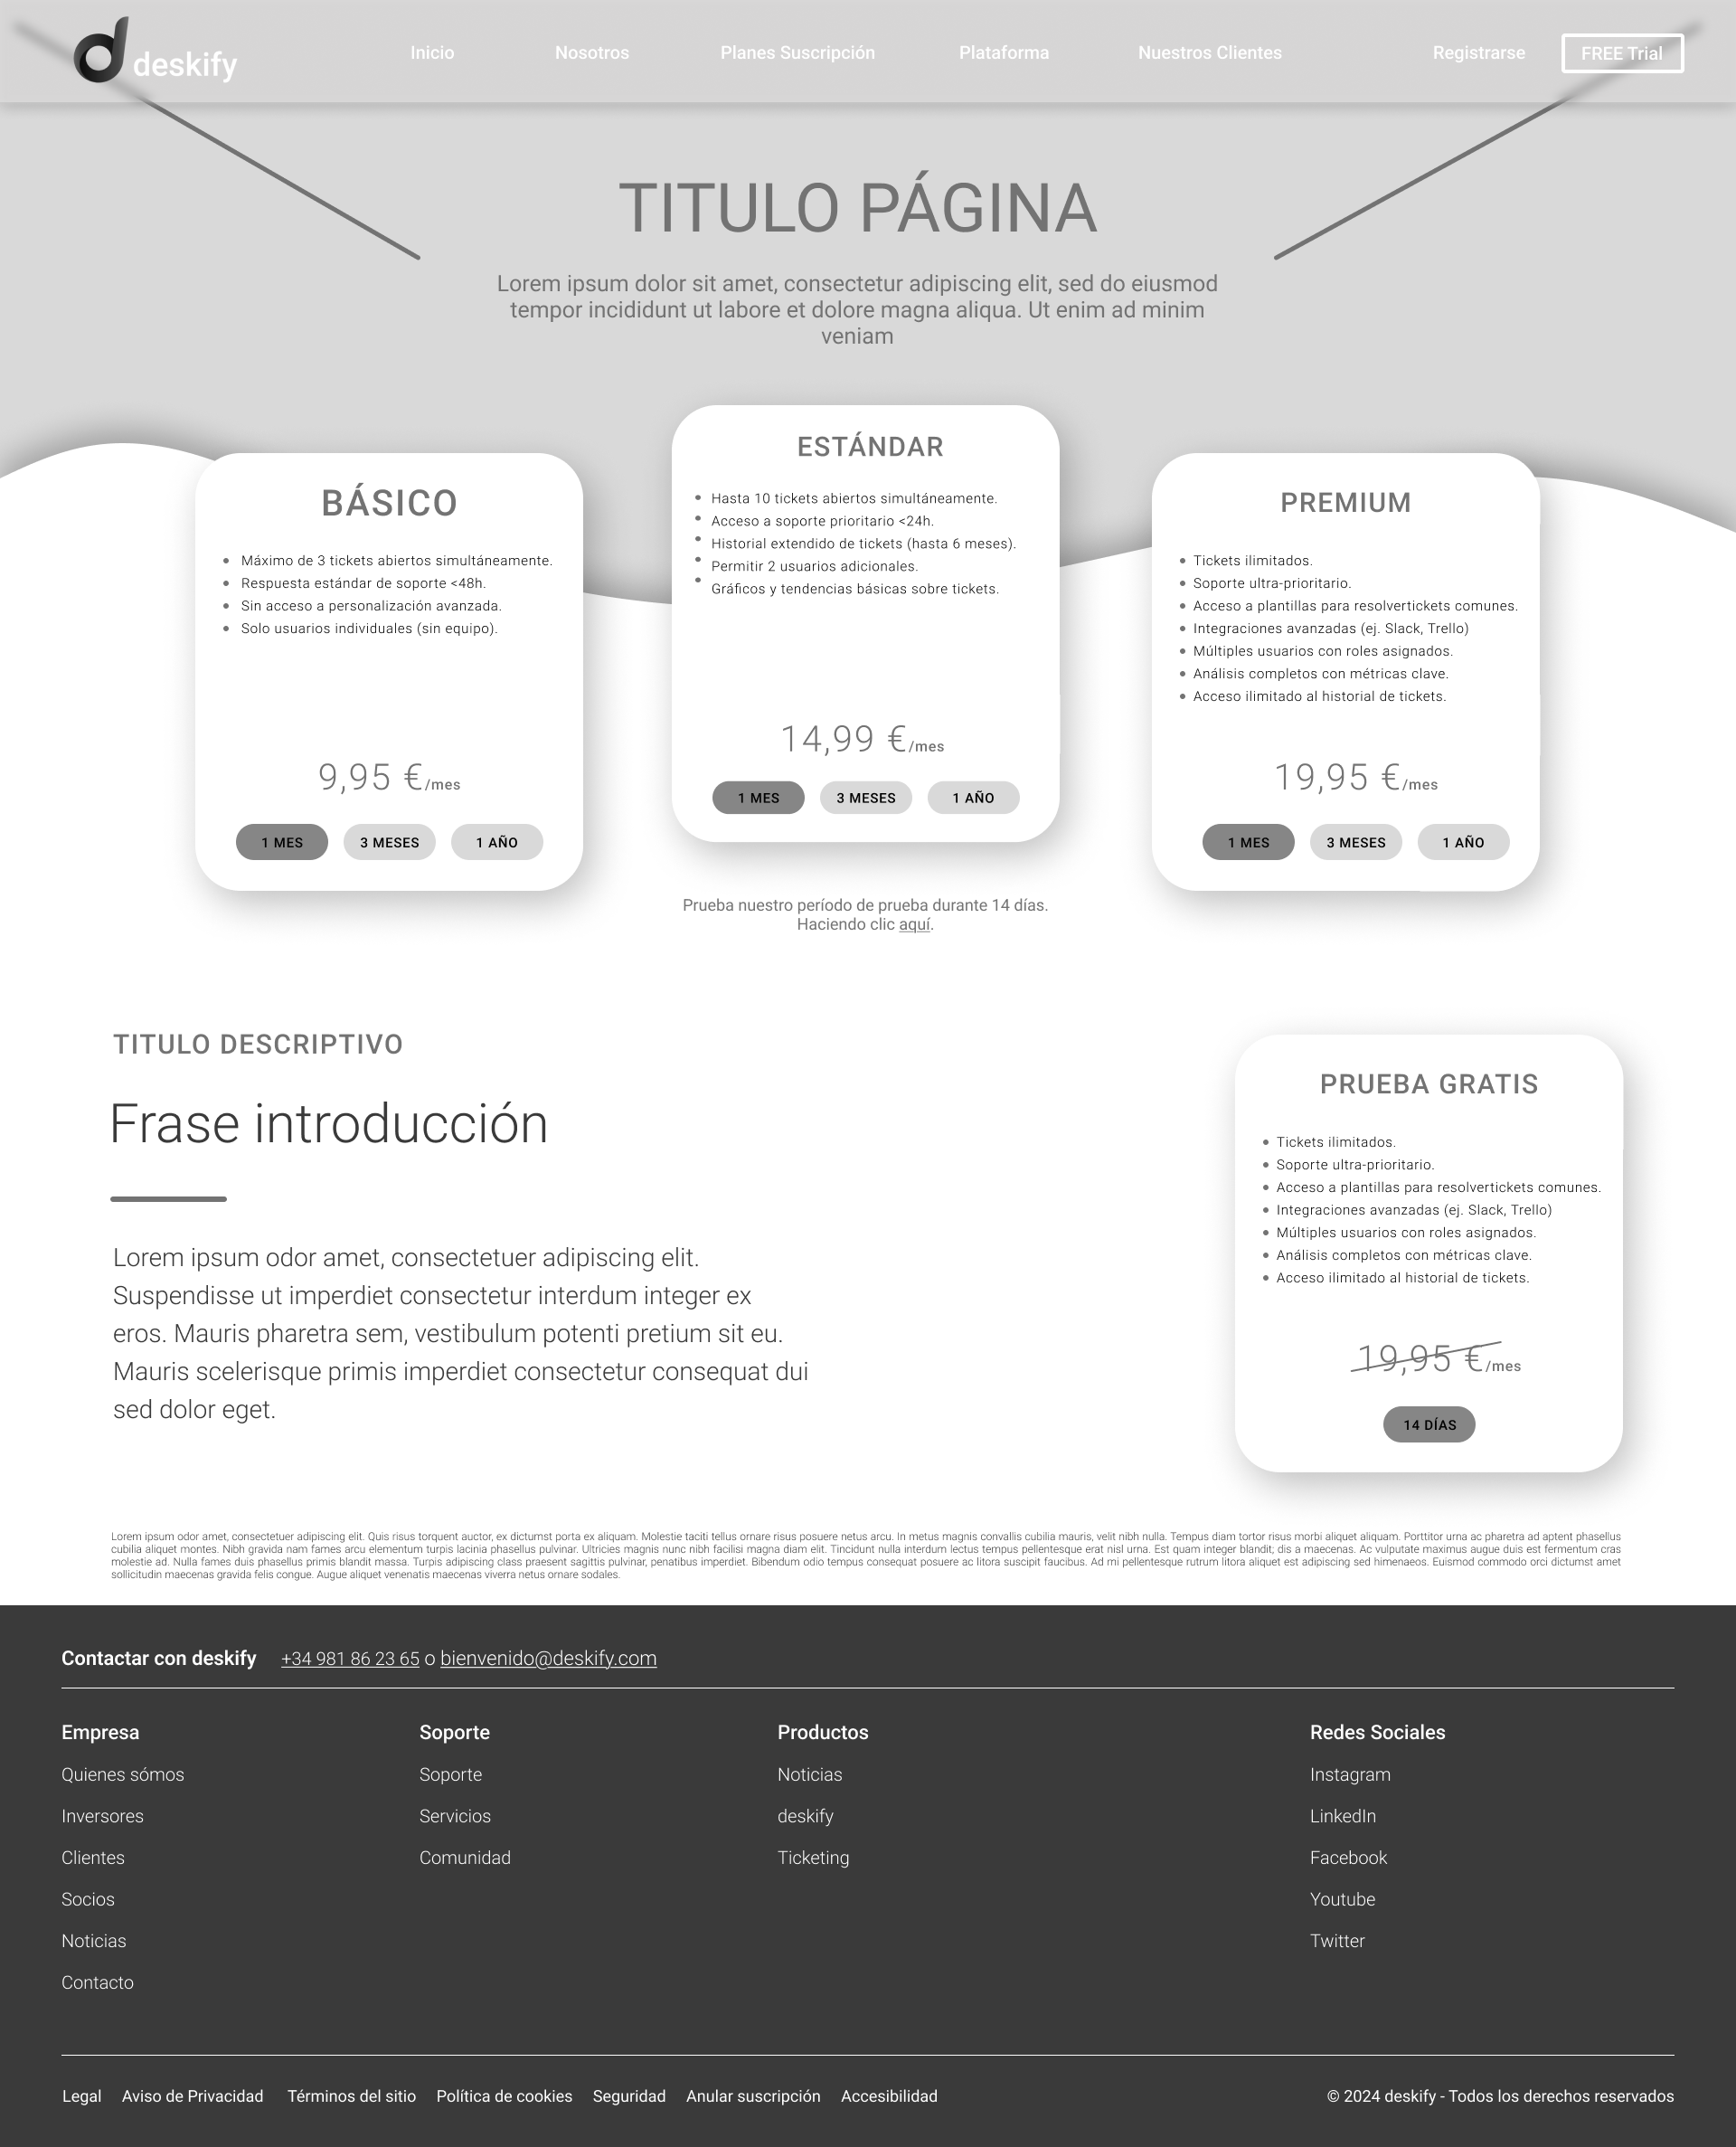 deskify
Inicio
Nosotros
Planes Suscripción
Plataforma
Nuestros Clientes
Registrarse
FREE Trial
TITULO PÁGINA
Lorem ipsum dolor sit amet, consectetur adipiscing elit, sed do eiusmod
tempor incididunt ut labore et dolore magna aliqua. Ut enim ad minim
veniam
BÁSICO
Máximo de 3 tickets abiertos simultáneamente.
Respuesta estándar de soporte <48h.
Sin acceso a personalización avanzada.
Solo usuarios individuales (sin equipo).
9,95 €/mes
1 MES
3 MESES
1 AÑO
ESTÁNDAR
Hasta 10 tickets abiertos simultáneamente.
Acceso a soporte prioritario <24h.
Historial extendido de tickets (hasta 6 meses).
Permitir 2 usuarios adicionales.
Gráficos y tendencias básicas sobre tickets.
14,99 €/mes
1 MES
3 MESES
1 AÑO
PREMIUM
Tickets ilimitados.
Soporte ultra-prioritario.
Acceso a plantillas para resolvertickets comunes.
Integraciones avanzadas (ej. Slack, Trello)
Múltiples usuarios con roles asignados.
Análisis completos con métricas clave.
Acceso ilimitado al historial de tickets.
19,95 €/mes
1 MES
3 MESES
1 AÑO
Prueba nuestro período de prueba durante 14 días.
Haciendo clic aquí.
TITULO DESCRIPTIVO
Frase introducción
Lorem ipsum odor amet, consectetuer adipiscing elit.
Suspendisse ut imperdiet consectetur interdum integer ex
eros. Mauris pharetra sem, vestibulum potenti pretium sit eu.
Mauris scelerisque primis imperdiet consectetur consequat dui
sed dolor eget.
PRUEBA GRATIS
Tickets ilimitados.
Soporte ultra-prioritario.
Acceso a plantillas para resolvertickets comunes.
Integraciones avanzadas (ej. Slack, Trello)
Múltiples usuarios con roles asignados.
Análisis completos con métricas clave.
Acceso ilimitado al historial de tickets.
19,95 €/mes
14 DÍAS
Lorem ipsum odor amet, consectetuer adipiscing elit. Quis risus torquent auctor, ex dictumst porta ex aliquam. Molestie taciti tellus ornare risus posuere netus arcu. In metus magnis convallis cubilia mauris, velit nibh nulla. Tempus diam tortor risus morbi aliquet aliquam. Porttitor urna ac pharetra ad aptent phasellus
cubilia aliquet montes. Nibh gravida nam fames arcu elementum turpis lacinia phasellus pulvinar. Ultricies magnis nunc nibh facilisi magna diam elit. Tincidunt nulla interdum lectus tempus pellentesque erat nisl urna. Est quam integer blandit; dis a maecenas. Ac vulputate maximus augue duis est fermentum cras
molestie ad. Nulla fames duis phasellus primis blandit massa. Turpis adipiscing class praesent sagittis pulvinar, penatibus imperdiet. Bibendum odio tempus consequat posuere ac litora suscipit faucibus. Ad mi pellentesque rutrum litora aliquet est adipiscing sed himenaeos. Euismod commodo orci dictumst amet
sollicitudin maecenas gravida felis congue. Augue aliquet venenatis maecenas viverra netus ornare sodales.
Contactar con deskify +34 981 86 23 65 o bienvenido@deskify.com
Empresa
Quienes sómos
Inversores
Clientes
Socios
Noticias
Contacto
Soporte
Soporte
Servicios
Comunidad
Productos
Noticias
deskify
Ticketing
Redes Sociales
Instagram
LinkedIn
Facebook
Youtube
Twitter
Legal
Aviso de Privacidad
Términos del sitio
Política de cookies
Seguridad
Anular suscripción
Accesibilidad
© 2024 deskify - Todos los derechos reservados